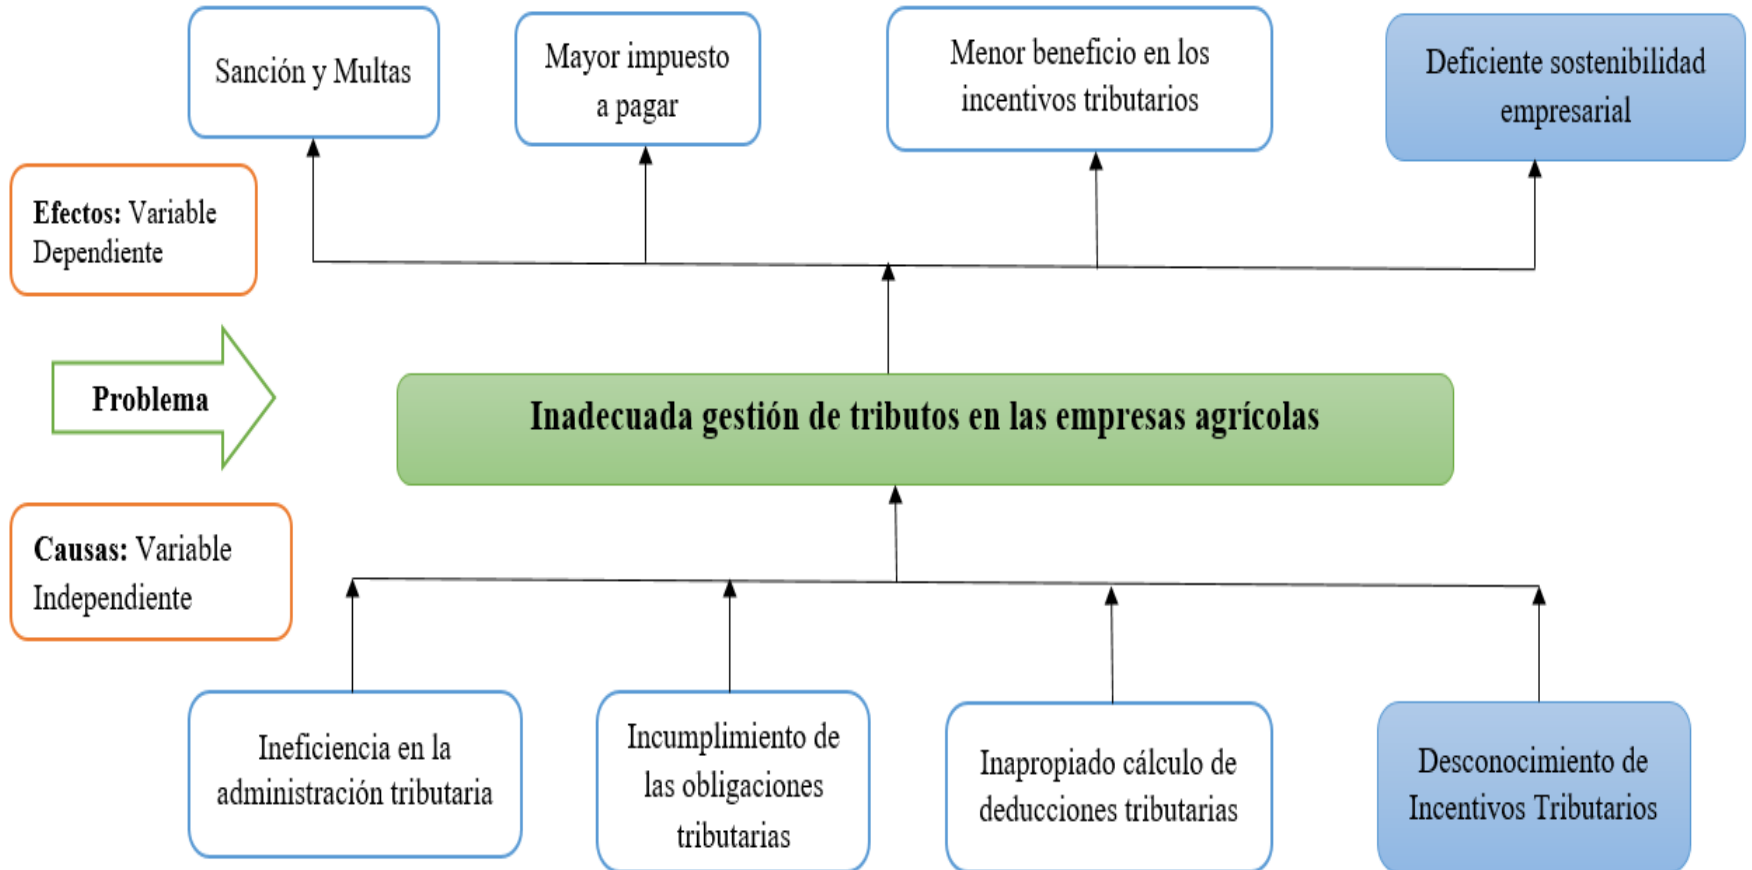 Sanción y Multas
Mayor impuesto
a pagar
Menor beneficio en los
incentivos tributarios
Deficiente sostenibilidad
empresarial
Efectos: Variable
Dependiente
Problema
Inadecuada gestión de tributos en las empresas agrícolas
Causas: Variable
Independiente
Ineficiencia en la
administración tributaria
Incumplimiento de
las obligaciones
tributarias
Inapropiado cálculo de
deducciones tributarias
Desconocimiento de
Incentivos Tributarios